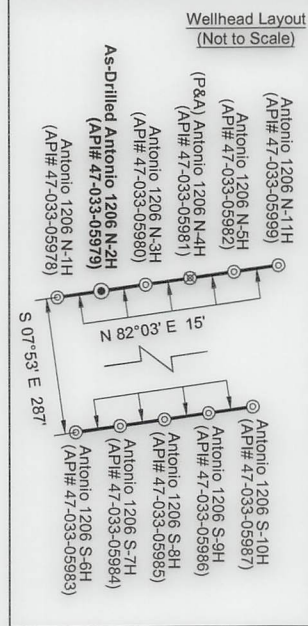 Wellhead Layout
(Not to Scale)
Antonio 1206 N-11H
(API# 47-033-05999)
Antonio 1206 N-5H
(API# 47-033-05982)
(P&A) Antonio 1206 N-4H
(API# 47-033-05981)
Antonio 1206 N-3H
(API# 47-033-05980)
As-Drilled Antonio 1206 N-2H
(API# 47-033-05979)
Antonio 1206 N-1H
(API# 47-033-05978)
N 82°03' E 15'
S 07°53' E 287'
Antonio 1206 S-10H
(API# 47-033-05987)
Antonio 1206 S-9H
(API# 47-033-05986)
Antonio 1206 S-8H
(API# 47-033-05985)
Antonio 1206 S-7H
(API# 47-033-05984)
Antonio 1206 S-6H
(API# 47-033-05983)